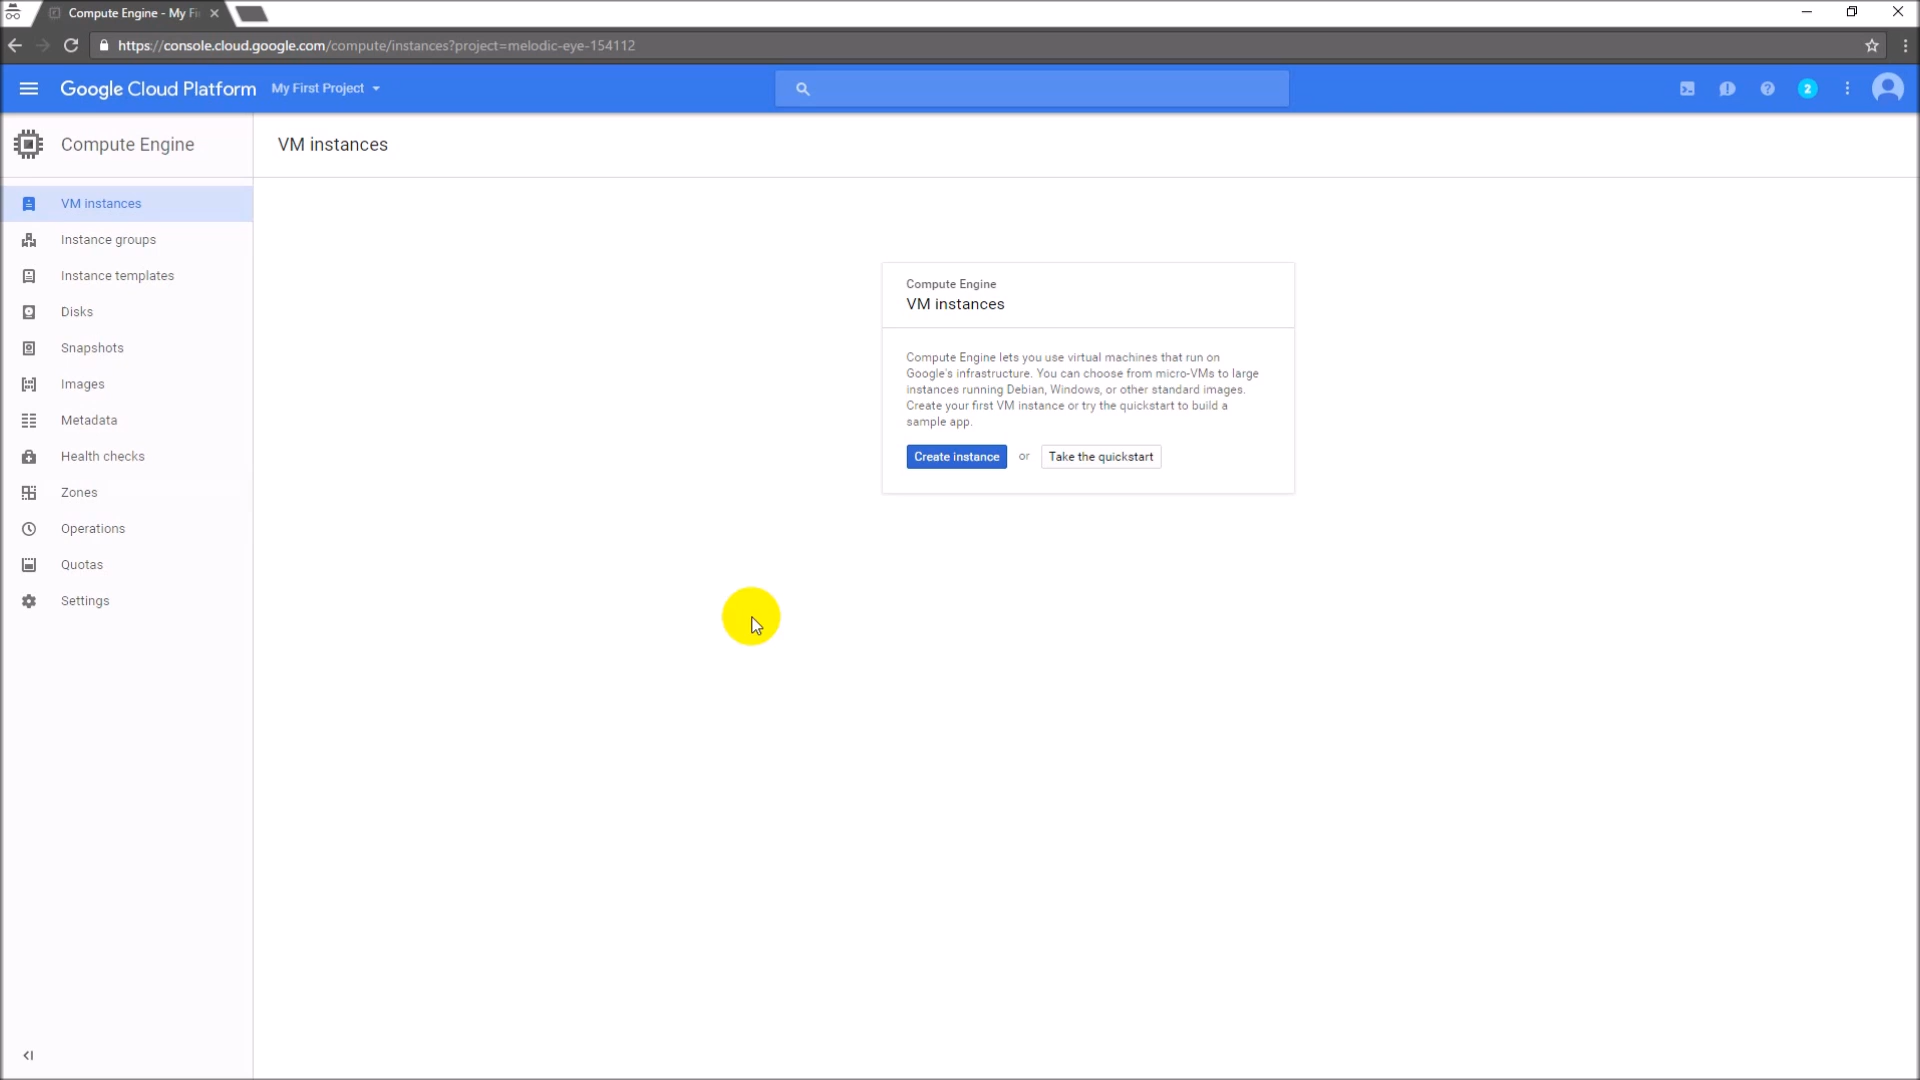 Compute Engine - My Fi
https://console.cloud.google.com/compute/instances?project=melodic-eye-154112
Google Cloud Platform
My First Project
2
Compute Engine
VM instances
VM instances
Instance groups
Instance templates
Disks
Snapshots
Images
Metadata
Health checks
Zones
Operations
Quotas
Settings
Compute Engine
VM instances
Compute Engine lets you use virtual machines that run on
Google's infrastructure. You can choose from micro-VMs to large
instances running Debian, Windows, or other standard images.
Create your first VM instance or try the quickstart to build a
sample app.
Create instance or Take the quickstart